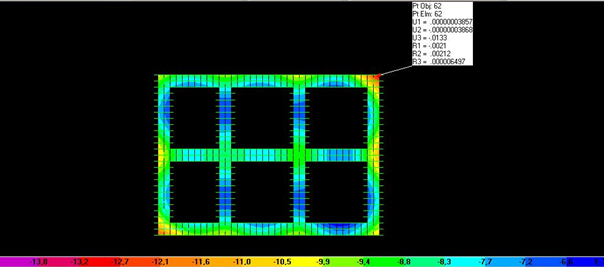 Pt Obj: 62
Pt Elm: 62
U1 = .00000003857
U2 = -.00000003868
U3 = -.0133
R1 = -.0021
R2 = .00212
R3 = .000006497
-13,8 -13,2 -12,7 -12,1 -11,6 -11,0 -10,5 -9,9 -9,4 -8,8 -8,3 -7,7 -7,2